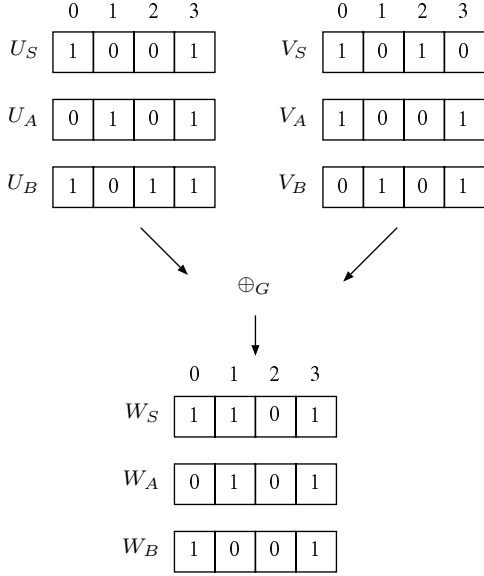 0 1 2 3 0 1 2 3
U_S 1 0 0 1 V_S 1 0 1 0
U_A 0 1 0 1 V_A 1 0 0 1
U_B 1 0 1 1 V_B 0 1 0 1
⊕_G
0 1 2 3
W_S 1 1 0 1
W_A 0 1 0 1
W_B 1 0 0 1